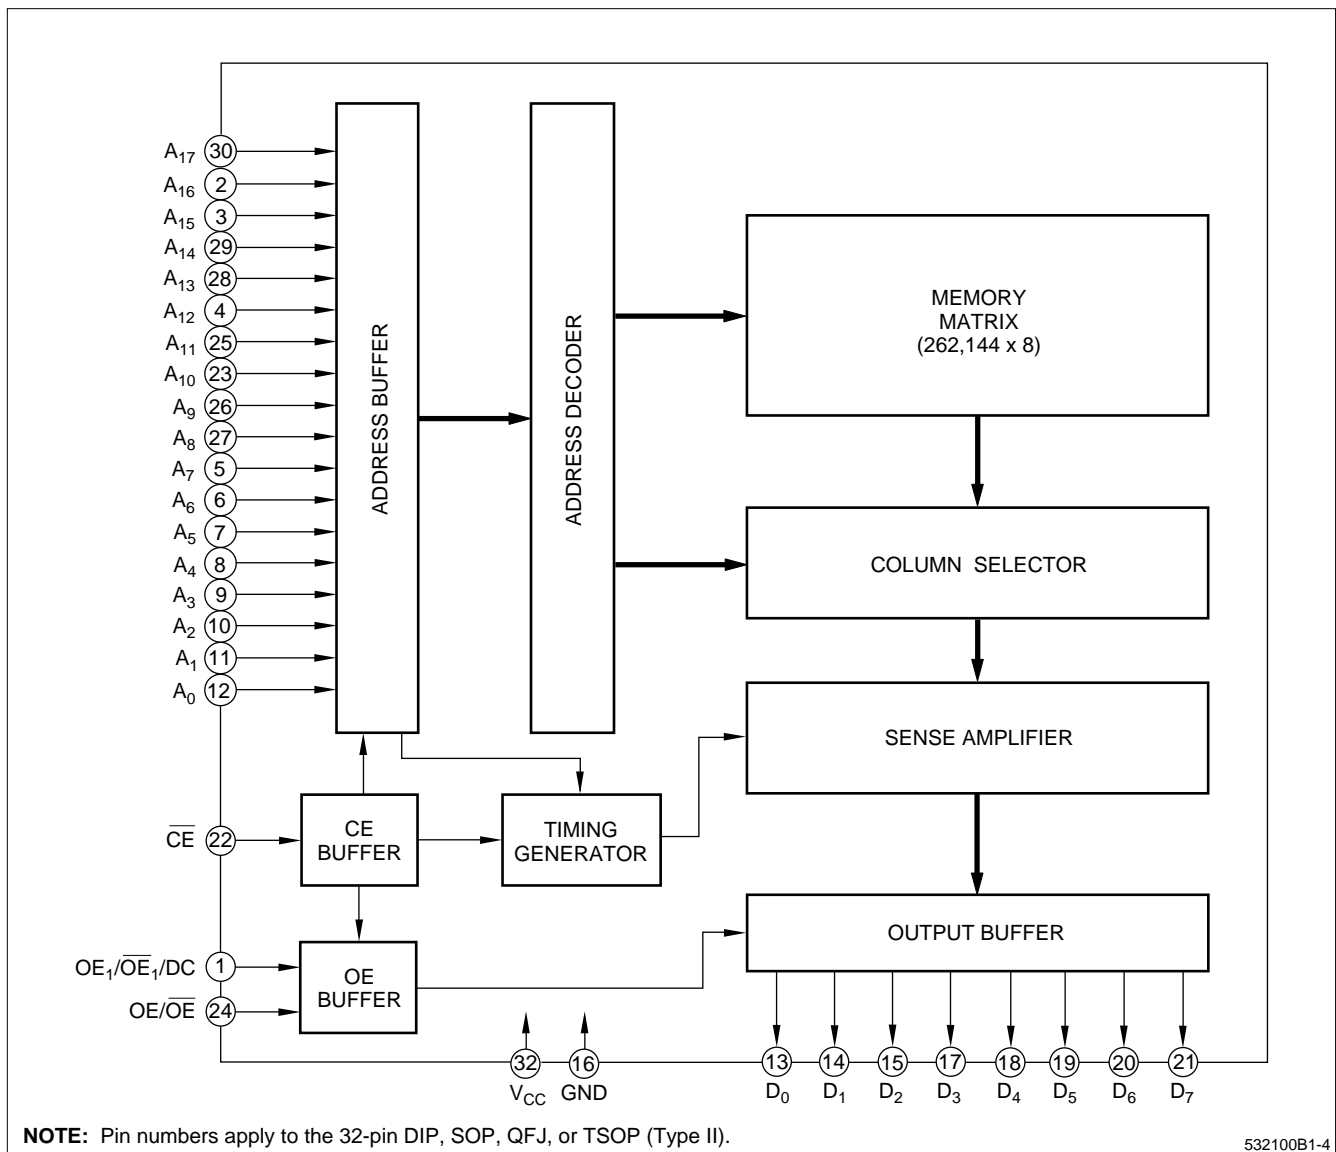 A17 30
A16 2
A15 3
A14 29
A13 28
A12 4
A11 25
A10 23
A9 26
A8 27
A7 5
A6 6
A5 7
A4 8
A3 9
A2 10
A1 11
A0 12
ADDRESS BUFFER
ADDRESS DECODER
MEMORY
MATRIX
(262,144 x 8)
COLUMN SELECTOR
SENSE AMPLIFIER
C̅E̅ 22
CE
BUFFER
TIMING
GENERATOR
OUTPUT BUFFER
OE1/O̅E̅1/DC 1
OE/O̅E̅ 24
OE
BUFFER
32 16 13 14 15 17 18 19 20 21
VCC GND D0 D1 D2 D3 D4 D5 D6 D7
NOTE: Pin numbers apply to the 32-pin DIP, SOP, QFJ, or TSOP (Type II).
532100B1-4